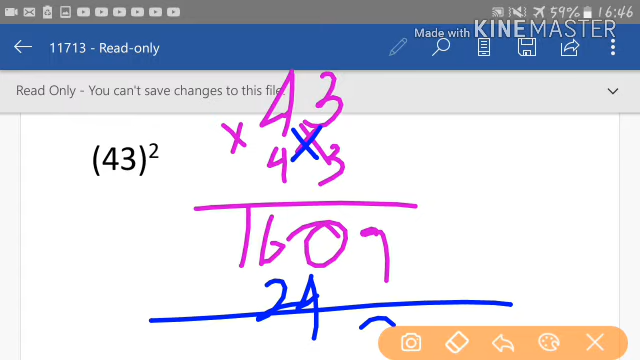 59% 16:46
Made with KINEMASTER
11713 - Read-only
Read Only - You can't save changes to this file.
43
(43)²
× 43
1609
24